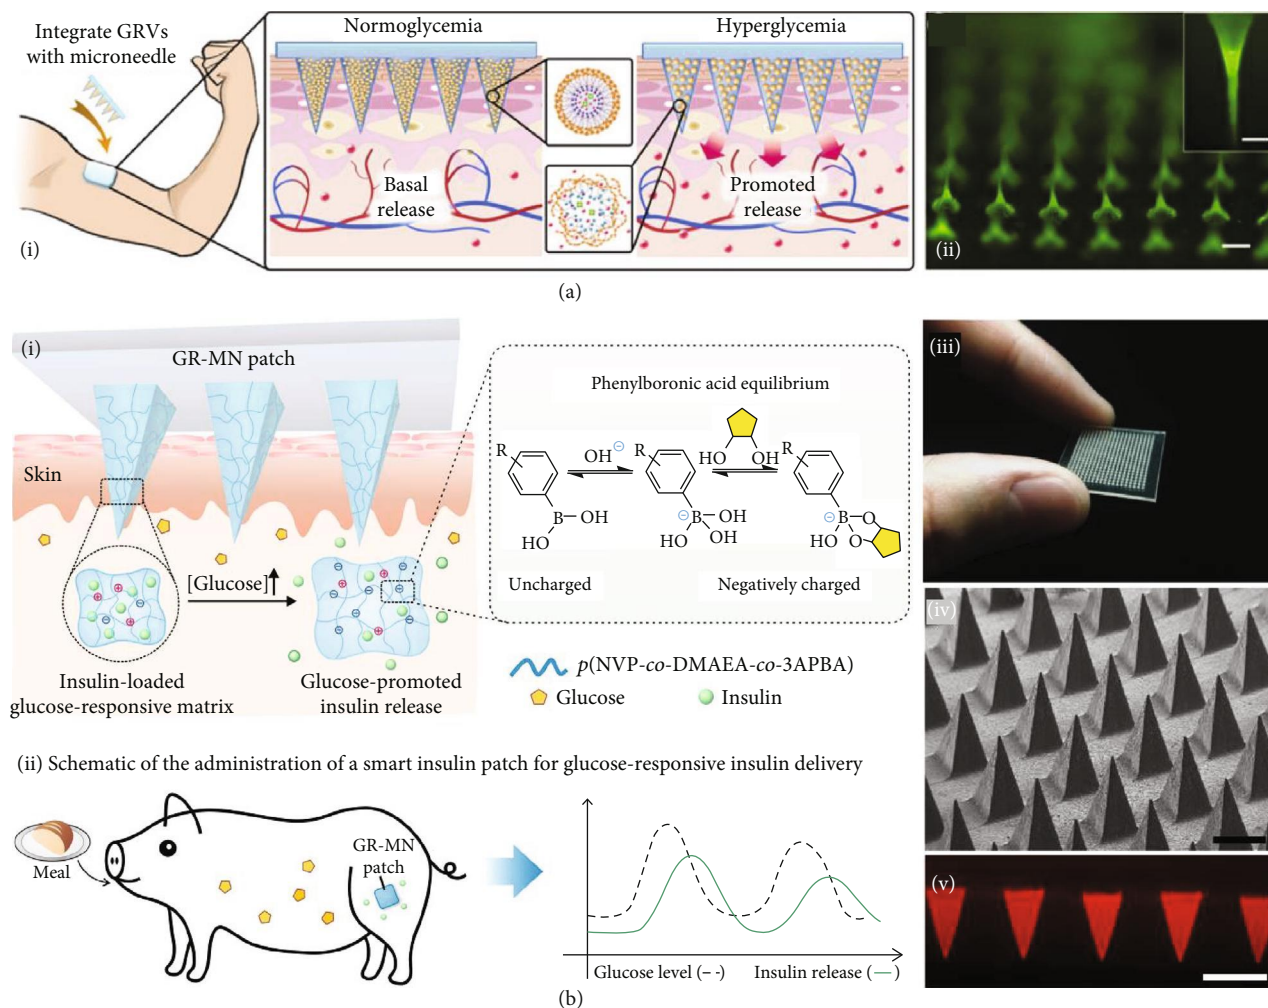 Integrate GRVs
with microneedle
(i)
Normoglycemia
Basal
release
Hyperglycemia
Promoted
release
(ii)
(a)
(i)
GR-MN patch
Skin
[Glucose]
Insulin-loaded
glucose-responsive matrix
Glucose-promoted
insulin release
Phenylboronic acid equilibrium
R
B
OH
HO
OH⊖
R
⊖
B
OH
OH
HO
HO
OH
R
⊖
B
O
O
HO
Uncharged
Negatively charged
p(NVP-co-DMAEA-co-3APBA)
Glucose
Insulin
(iii)
(iv)
(v)
(ii) Schematic of the administration of a smart insulin patch for glucose-responsive insulin delivery
Meal
GR-MN
patch
Glucose level (– -)
Insulin release (—)
(b)